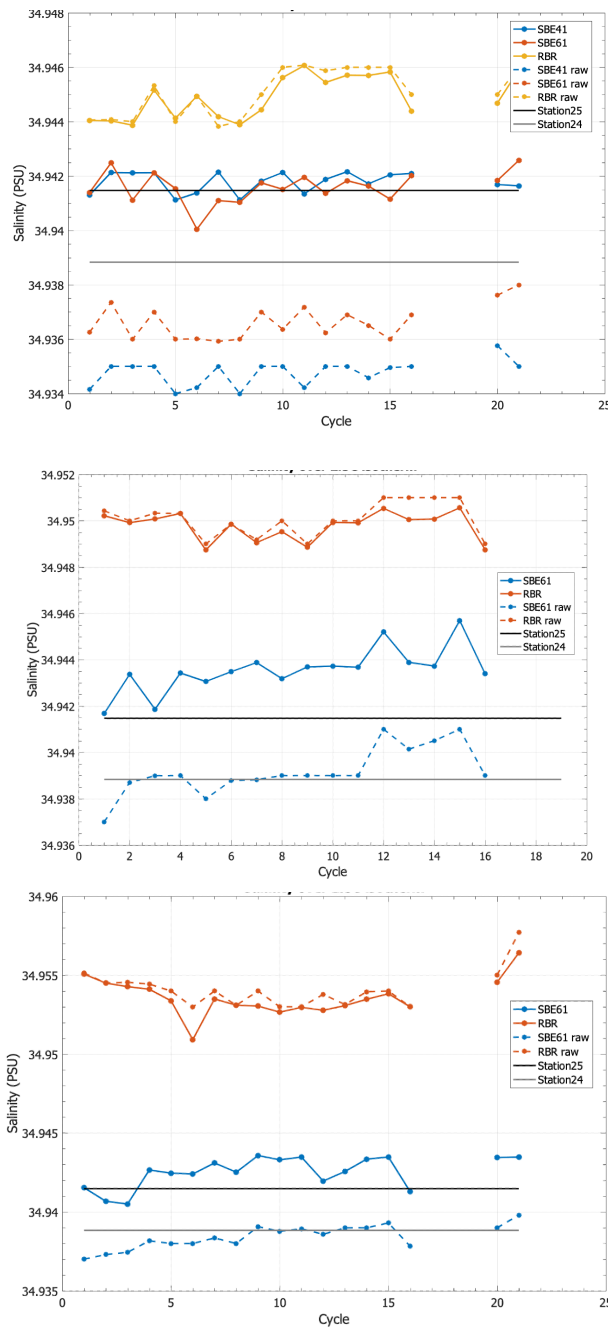 34.948
34.946
34.944
34.942
34.94
34.938
34.936
34.934
Salinity (PSU)
0 5 10 15 20 25
Cycle
SBE41
SBE61
RBR
SBE41 raw
SBE61 raw
RBR raw
Station25
Station24
34.952
34.95
34.948
34.946
34.944
34.942
34.94
34.938
34.936
Salinity (PSU)
0 2 4 6 8 10 12 14 16 18 20
Cycle
SBE61
RBR
SBE61 raw
RBR raw
Station25
Station24
34.96
34.955
34.95
34.945
34.94
34.935
Salinity (PSU)
0 5 10 15 20 25
Cycle
SBE61
RBR
SBE61 raw
RBR raw
Station25
Station24